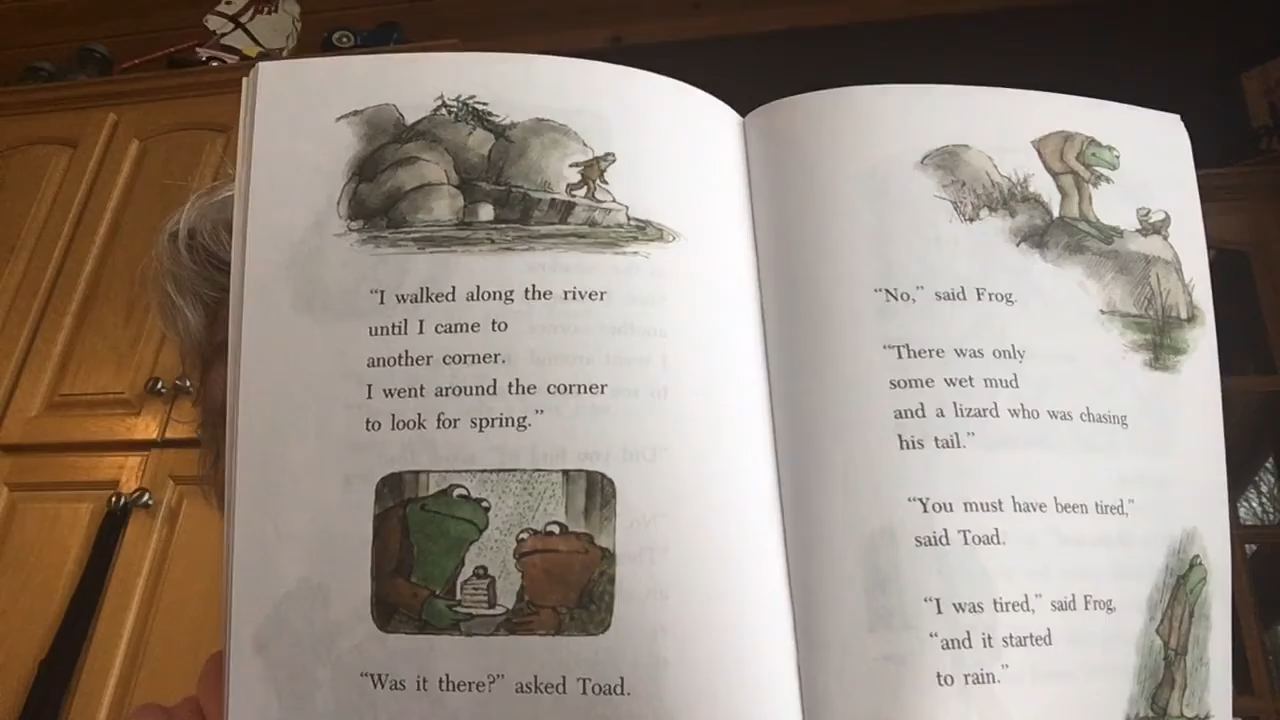 "I walked along the river
until I came to
another corner.
I went around the corner
to look for spring."
"Was it there?" asked Toad.
"No," said Frog.
"There was only
some wet mud
and a lizard who was chasing
his tail."
"You must have been tired,"
said Toad.
"I was tired," said Frog,
"and it started
to rain."